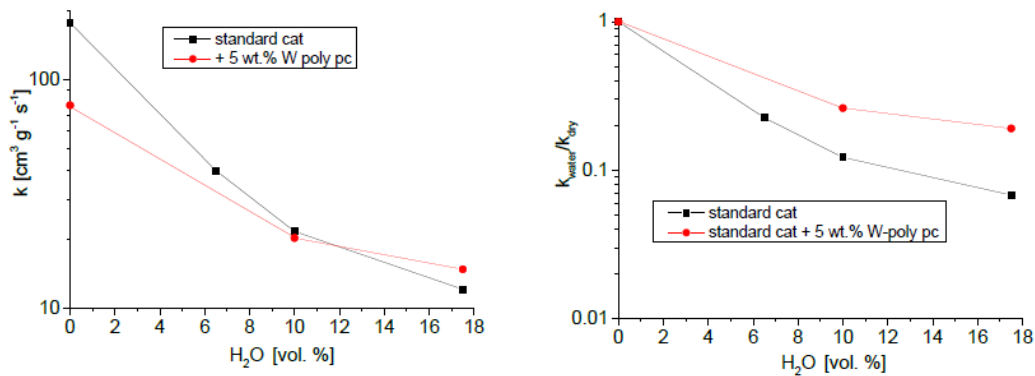 standard cat
+ 5 wt.% W poly pc
100
10
k [cm³ g⁻¹ s⁻¹]
0 2 4 6 8 10 12 14 16 18
H₂O [vol. %]
1
0.1
0.01
k_water/k_dry
standard cat
standard cat + 5 wt.% W-poly pc
0 2 4 6 8 10 12 14 16 18
H₂O [vol. %]